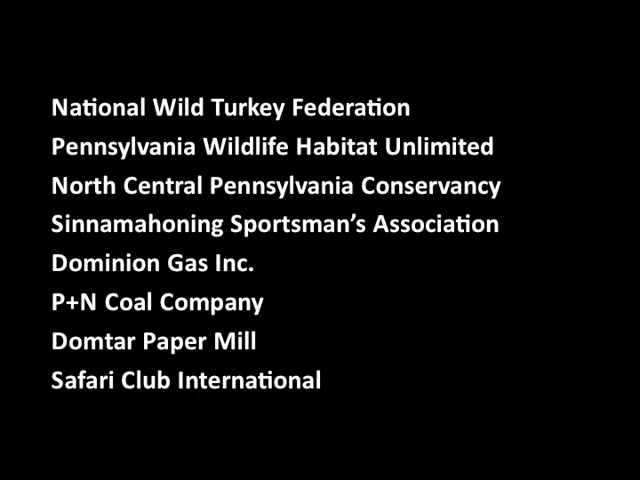 National Wild Turkey Federation
Pennsylvania Wildlife Habitat Unlimited
North Central Pennsylvania Conservancy
Sinnamahoning Sportsman’s Association
Dominion Gas Inc.
P+N Coal Company
Domtar Paper Mill
Safari Club International